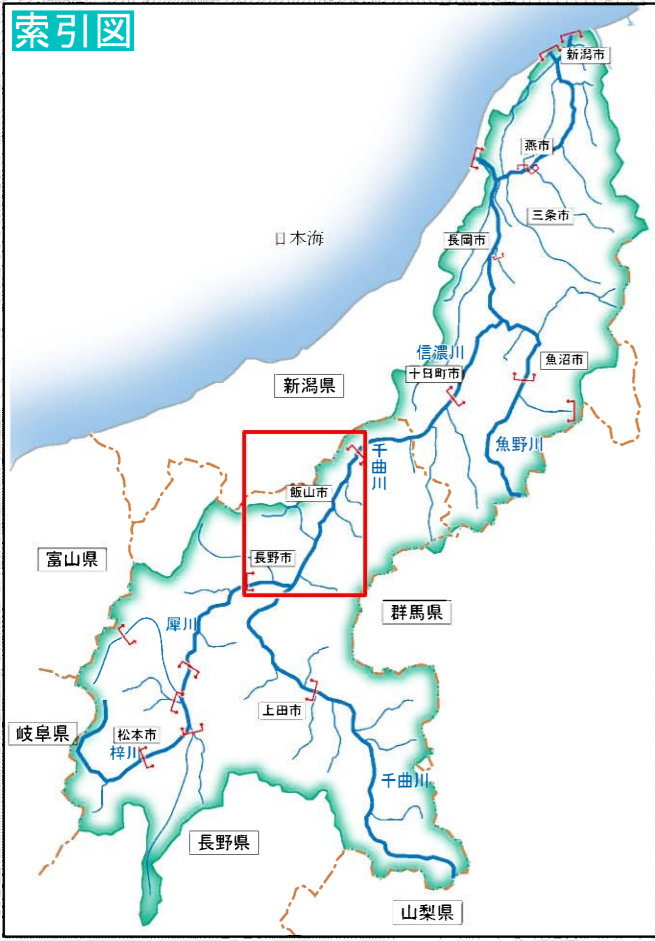 索引図
新潟市
燕市
三条市
日本海
長岡市
信濃川
魚沼市
十日町市
新潟県
魚野川
千曲川
飯山市
長野市
富山県
群馬県
犀川
上田市
岐阜県
松本市
梓川
千曲川
長野県
山梨県